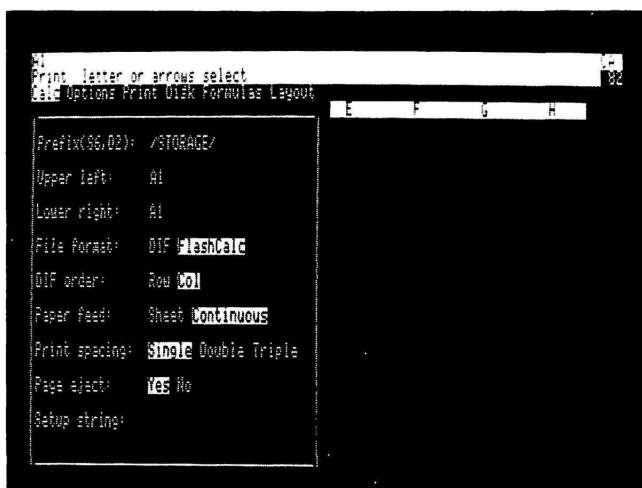 A1
Print letter or arrows select 82
Calc Options Print Disk Formulas Layout
E F G H
Prefix(S6,D2): /STORAGE/
Upper left: A1
Lower right: A1
File format: DIF FlashCalc
DIF order: Row Col
Paper feed: Sheet Continuous
Print spacing: Single Double Triple
Page eject: Yes No
Setup string: